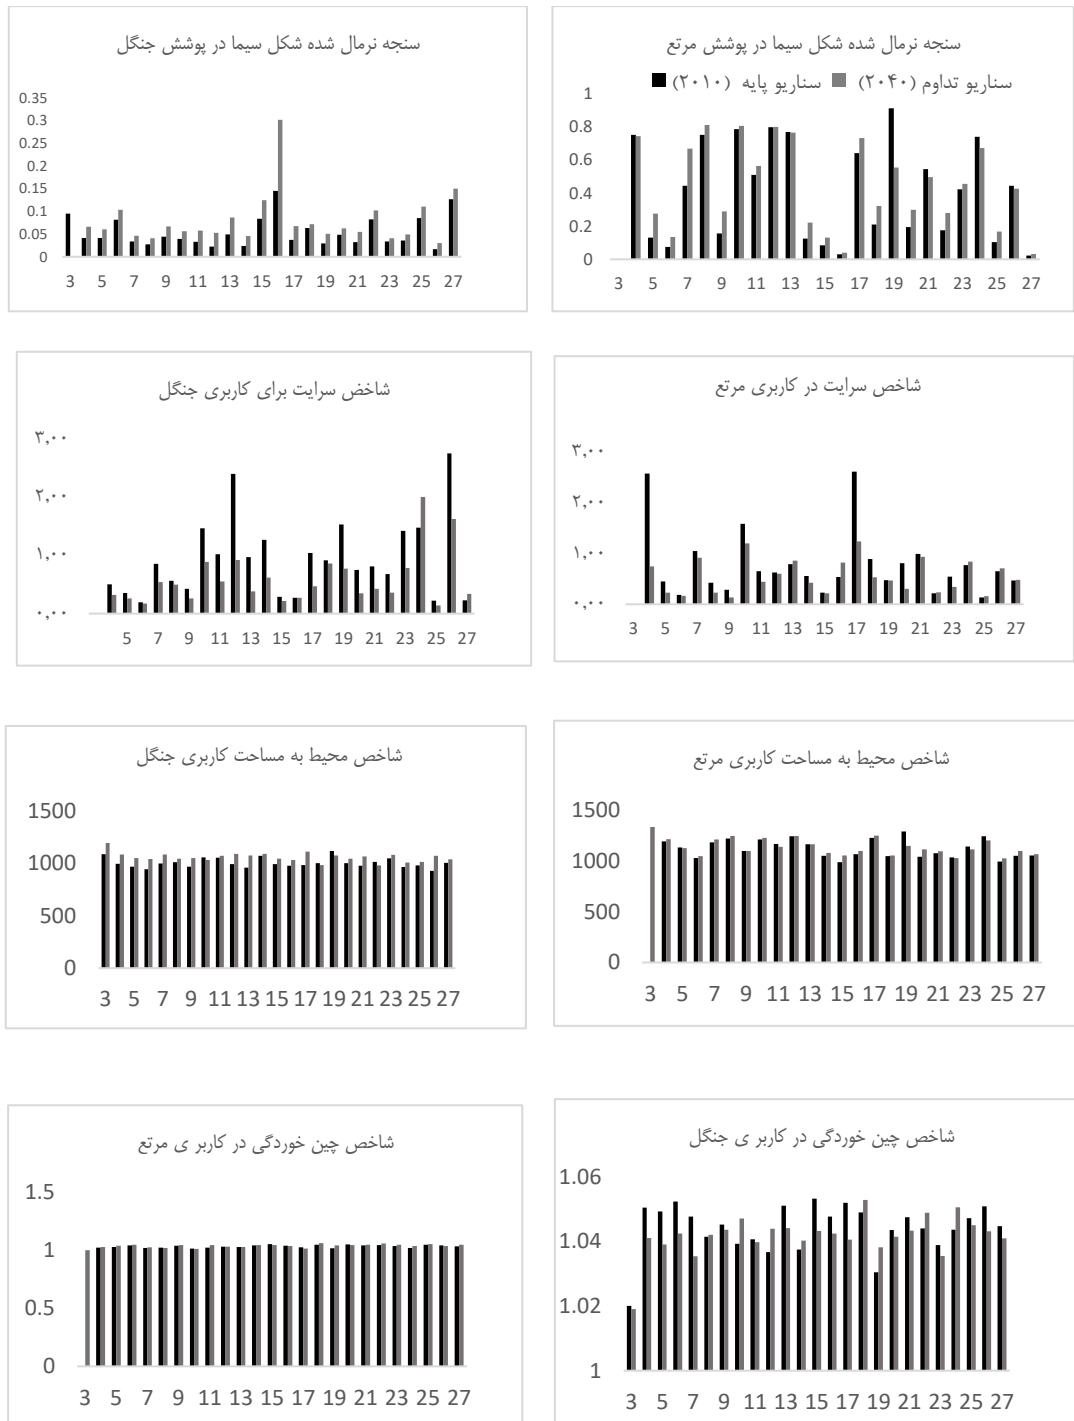 سنجه نرمال شده شکل سیما در پوشش جنگل
0.35
0.3
0.25
0.2
0.15
0.1
0.05
0
3 5 7 9 11 13 15 17 19 21 23 25 27
سنجه نرمال شده شکل سیما در پوشش مرتع
سناریو پایه (۲۰۱۰) سناریو تداوم (۲۰۴۰)
1
0.8
0.6
0.4
0.2
0
3 5 7 9 11 13 15 17 19 21 23 25 27
شاخض سرایت برای کاربری جنگل
۳,۰۰
۲,۰۰
۱,۰۰
۰,۰۰
5 7 9 11 13 15 17 19 21 23 25 27
شاخص سرایت در کاربری مرتع
۳,۰۰
۲,۰۰
۱,۰۰
۰,۰۰
3 5 7 9 11 13 15 17 19 21 23 25 27
شاخص محیط به مساحت کاربری جنگل
1500
1000
500
0
3 5 7 9 11 13 15 17 19 21 23 25 27
شاخص محیط به مساحت کاربری مرتع
1500
1000
500
0
3 5 7 9 11 13 15 17 19 21 23 25 27
شاخص چین خوردگی در کاربر ی مرتع
1.5
1
0.5
0
3 5 7 9 11 13 15 17 19 21 23 25 27
شاخص چین خوردگی در کاربر ی جنگل
1.06
1.04
1.02
1
3 5 7 9 11 13 15 17 19 21 23 25 27